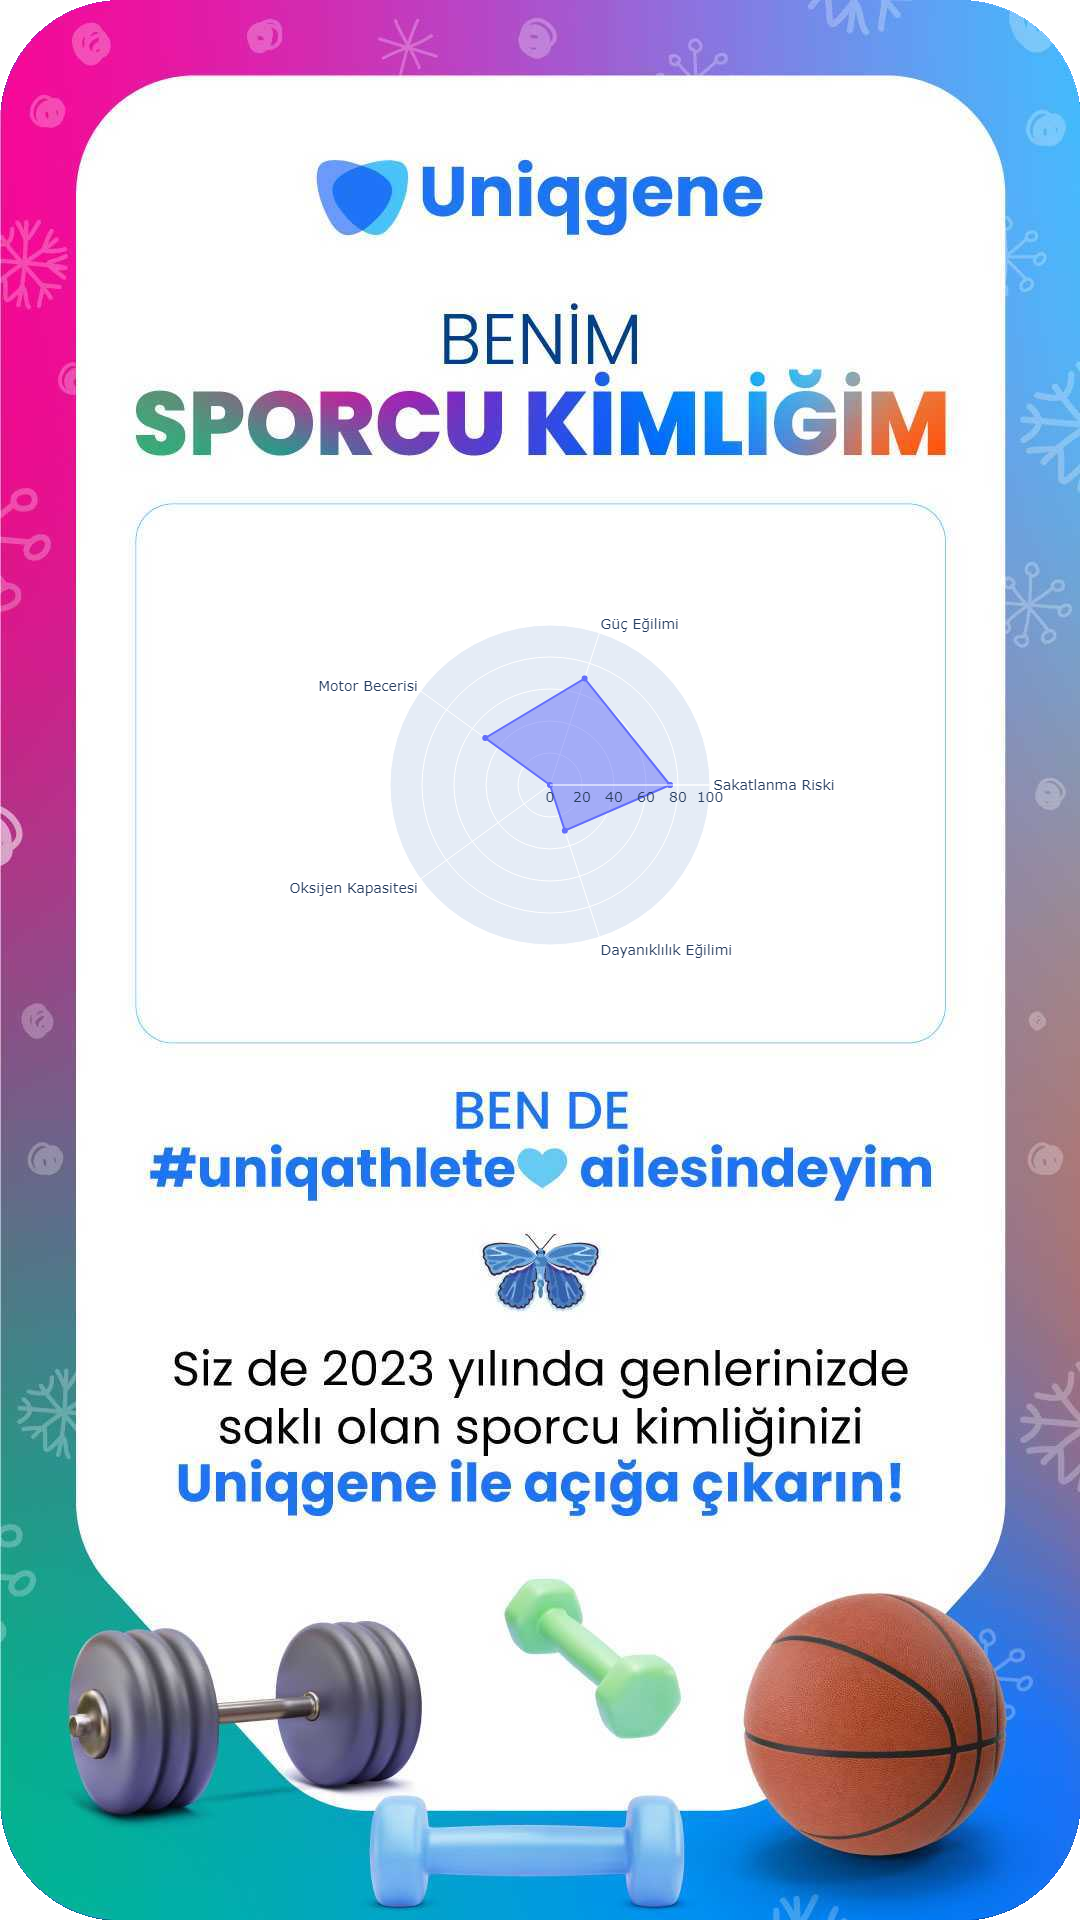 Uniqgene
BENİM
SPORCU KİMLİĞİM
Güç Eğilimi
Motor Becerisi
Sakatlanma Riski
0 20 40 60 80 100
Oksijen Kapasitesi
Dayanıklılık Eğilimi
BEN DE
#uniqathlete🩵 ailesindeyim
Siz de 2023 yılında genlerinizde
saklı olan sporcu kimliğinizi
Uniqgene ile açığa çıkarın!